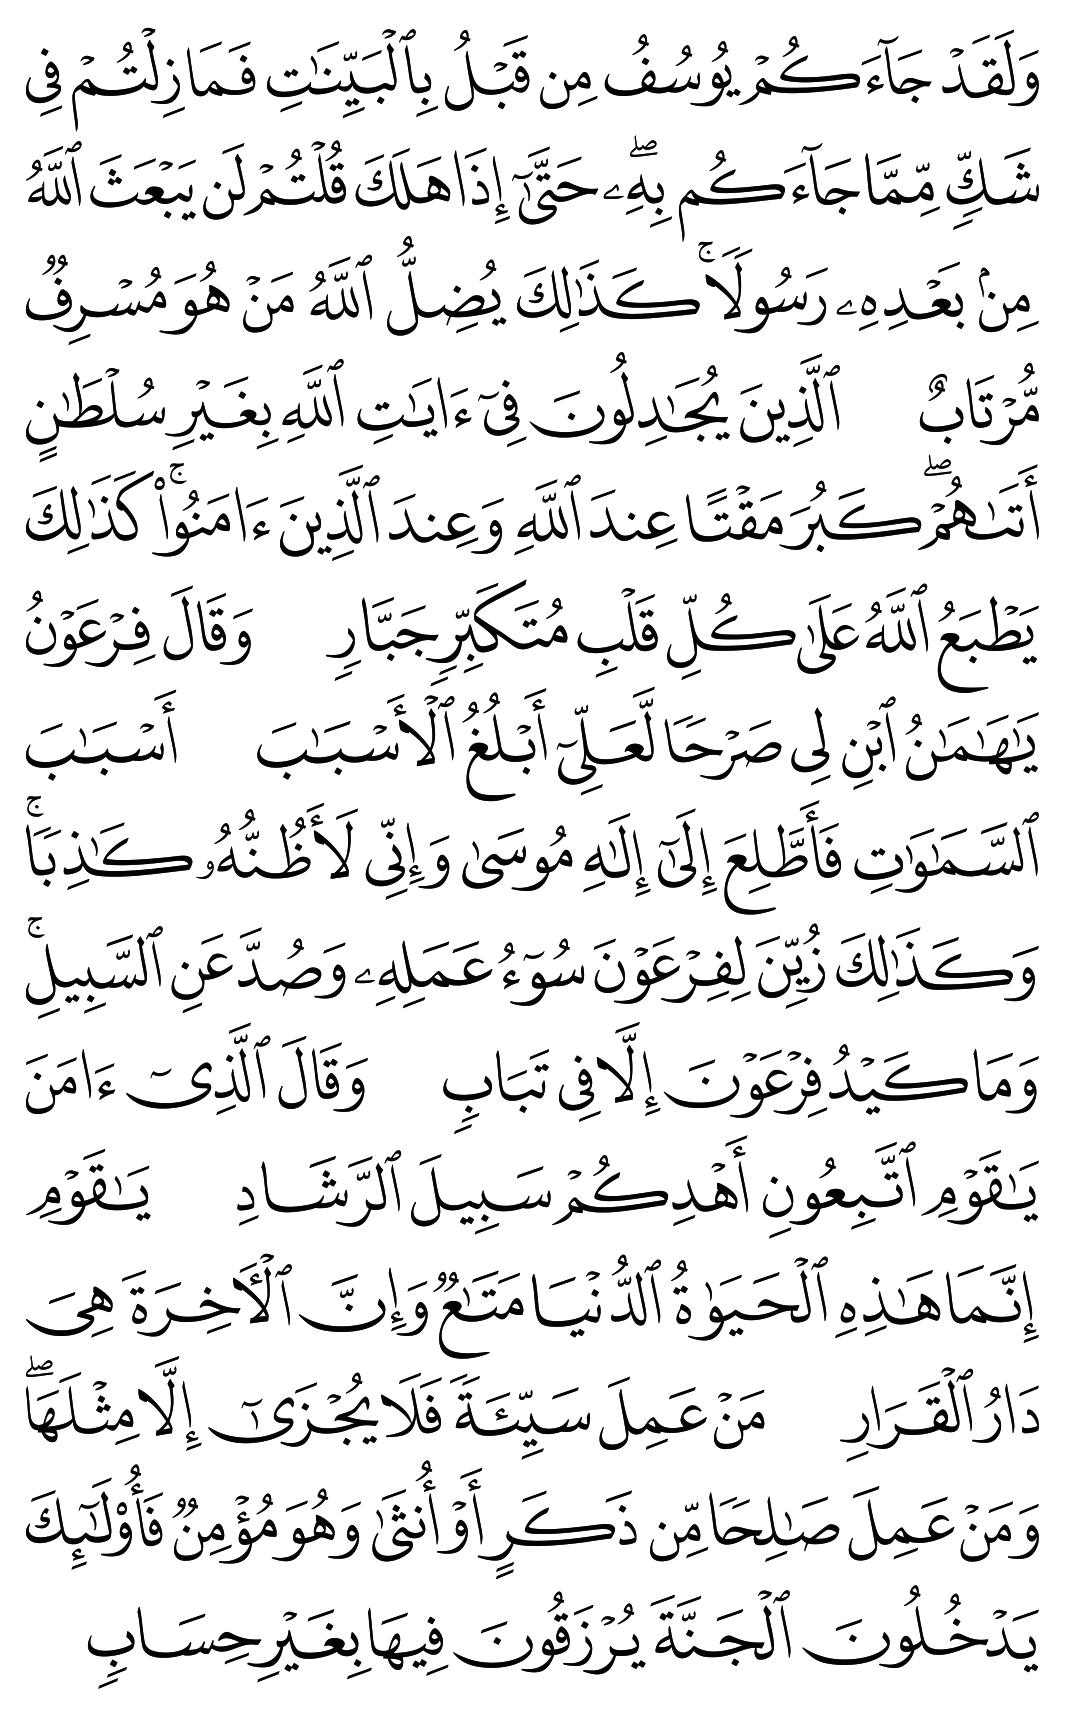 وَلَقَدۡ جَآءَكُمۡ يُوسُفُ مِن قَبۡلُ بِٱلۡبَيِّنَٰتِ فَمَا زِلۡتُمۡ فِي
شَكّٖ مِّمَّا جَآءَكُم بِهِۦۖ حَتَّىٰٓ إِذَا هَلَكَ قُلۡتُمۡ لَن يَبۡعَثَ ٱللَّهُ
مِنۢ بَعۡدِهِۦ رَسُولٗاۚ كَذَٰلِكَ يُضِلُّ ٱللَّهُ مَنۡ هُوَ مُسۡرِفٞ
مُّرۡتَابٌ ٱلَّذِينَ يُجَٰدِلُونَ فِيٓ ءَايَٰتِ ٱللَّهِ بِغَيۡرِ سُلۡطَٰنٍ
أَتَىٰهُمۡۖ كَبُرَ مَقۡتًا عِندَ ٱللَّهِ وَعِندَ ٱلَّذِينَ ءَامَنُواْۚ كَذَٰلِكَ
يَطۡبَعُ ٱللَّهُ عَلَىٰ كُلِّ قَلۡبِ مُتَكَبِّرٖ جَبَّارٖ وَقَالَ فِرۡعَوۡنُ
يَٰهَٰمَٰنُ ٱبۡنِ لِي صَرۡحٗا لَّعَلِّيٓ أَبۡلُغُ ٱلۡأَسۡبَٰبَ أَسۡبَٰبَ
ٱلسَّمَٰوَٰتِ فَأَطَّلِعَ إِلَىٰٓ إِلَٰهِ مُوسَىٰ وَإِنِّي لَأَظُنُّهُۥ كَٰذِبٗاۚ
وَكَذَٰلِكَ زُيِّنَ لِفِرۡعَوۡنَ سُوٓءُ عَمَلِهِۦ وَصُدَّ عَنِ ٱلسَّبِيلِۚ
وَمَا كَيۡدُ فِرۡعَوۡنَ إِلَّا فِي تَبَابٖ وَقَالَ ٱلَّذِيٓ ءَامَنَ
يَٰقَوۡمِ ٱتَّبِعُونِ أَهۡدِكُمۡ سَبِيلَ ٱلرَّشَادِ يَٰقَوۡمِ
إِنَّمَا هَٰذِهِ ٱلۡحَيَوٰةُ ٱلدُّنۡيَا مَتَٰعٞ وَإِنَّ ٱلۡأٓخِرَةَ هِيَ
دَارُ ٱلۡقَرَارِ مَنۡ عَمِلَ سَيِّئَةٗ فَلَا يُجۡزَىٰٓ إِلَّا مِثۡلَهَاۖ
وَمَنۡ عَمِلَ صَٰلِحٗا مِّن ذَكَرٍ أَوۡ أُنثَىٰ وَهُوَ مُؤۡمِنٞ فَأُوْلَٰٓئِكَ
يَدۡخُلُونَ ٱلۡجَنَّةَ يُرۡزَقُونَ فِيهَا بِغَيۡرِ حِسَابٖ